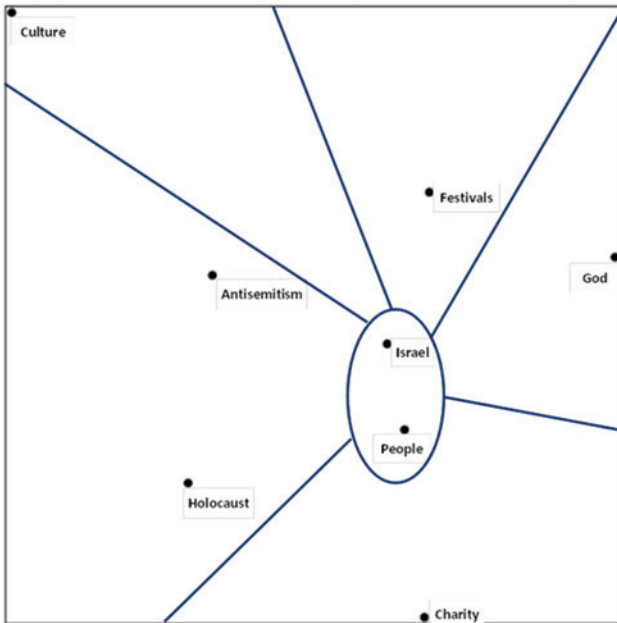 Culture
Festivals
God
Antisemitism
Israel
People
Holocaust
Charity